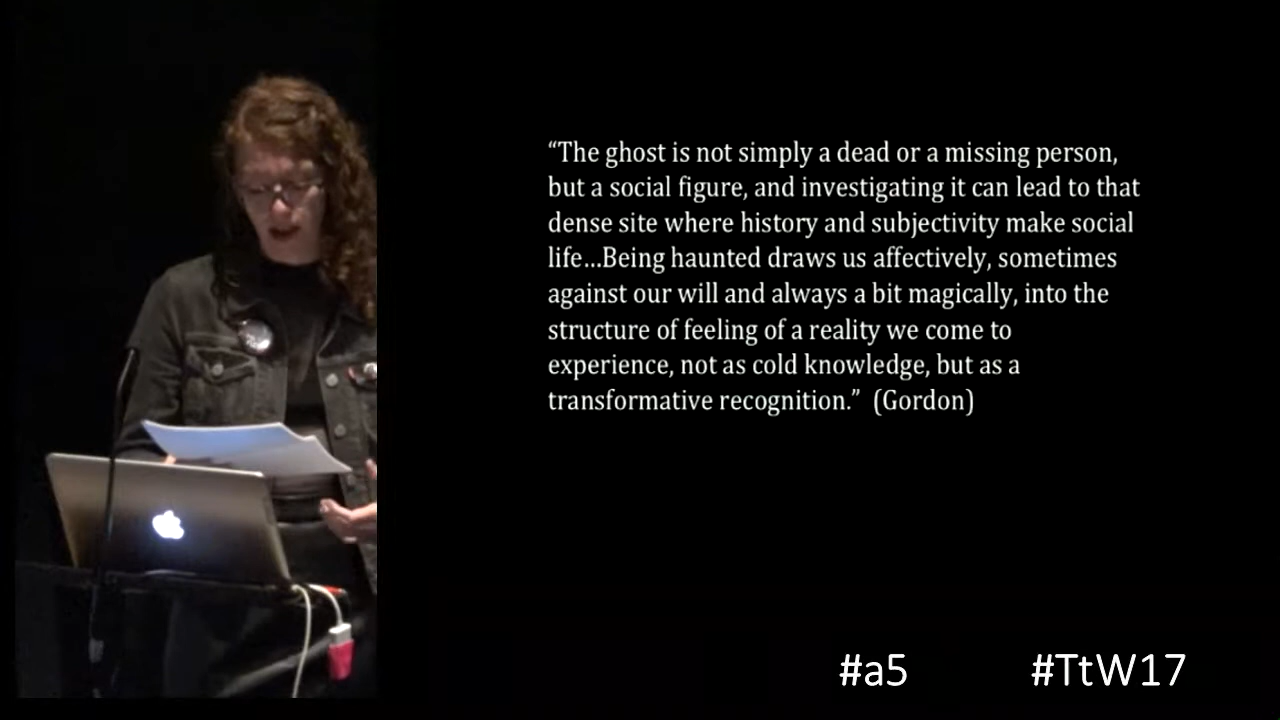 “The ghost is not simply a dead or a missing person,
but a social figure, and investigating it can lead to that
dense site where history and subjectivity make social
life…Being haunted draws us affectively, sometimes
against our will and always a bit magically, into the
structure of feeling of a reality we come to
experience, not as cold knowledge, but as a
transformative recognition.” (Gordon)
#a5 #TtW17